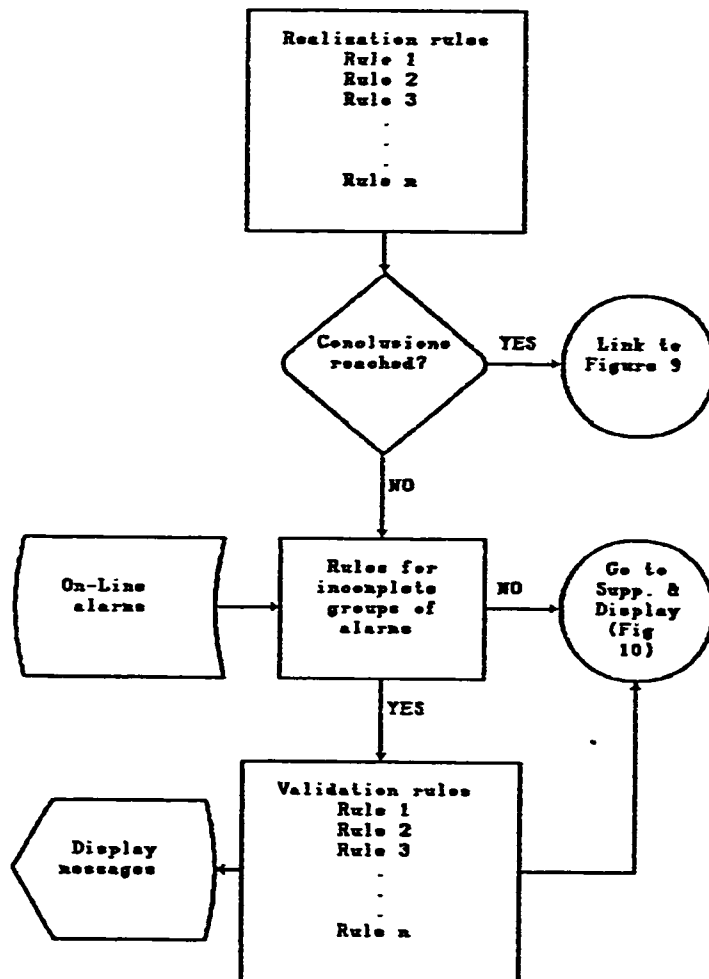 Realization rules
Rule 1
Rule 2
Rule 3
.
.
.
Rule n
Conclusions
reached?
YES
Link to
Figure 9
NO
On-Line
alarms
Rules for
incomplete
groups of
alarms
NO
Go to
Supp. &
Display
(Fig
10)
YES
Validation rules
Rule 1
Rule 2
Rule 3
.
.
.
Rule n
Display
messages